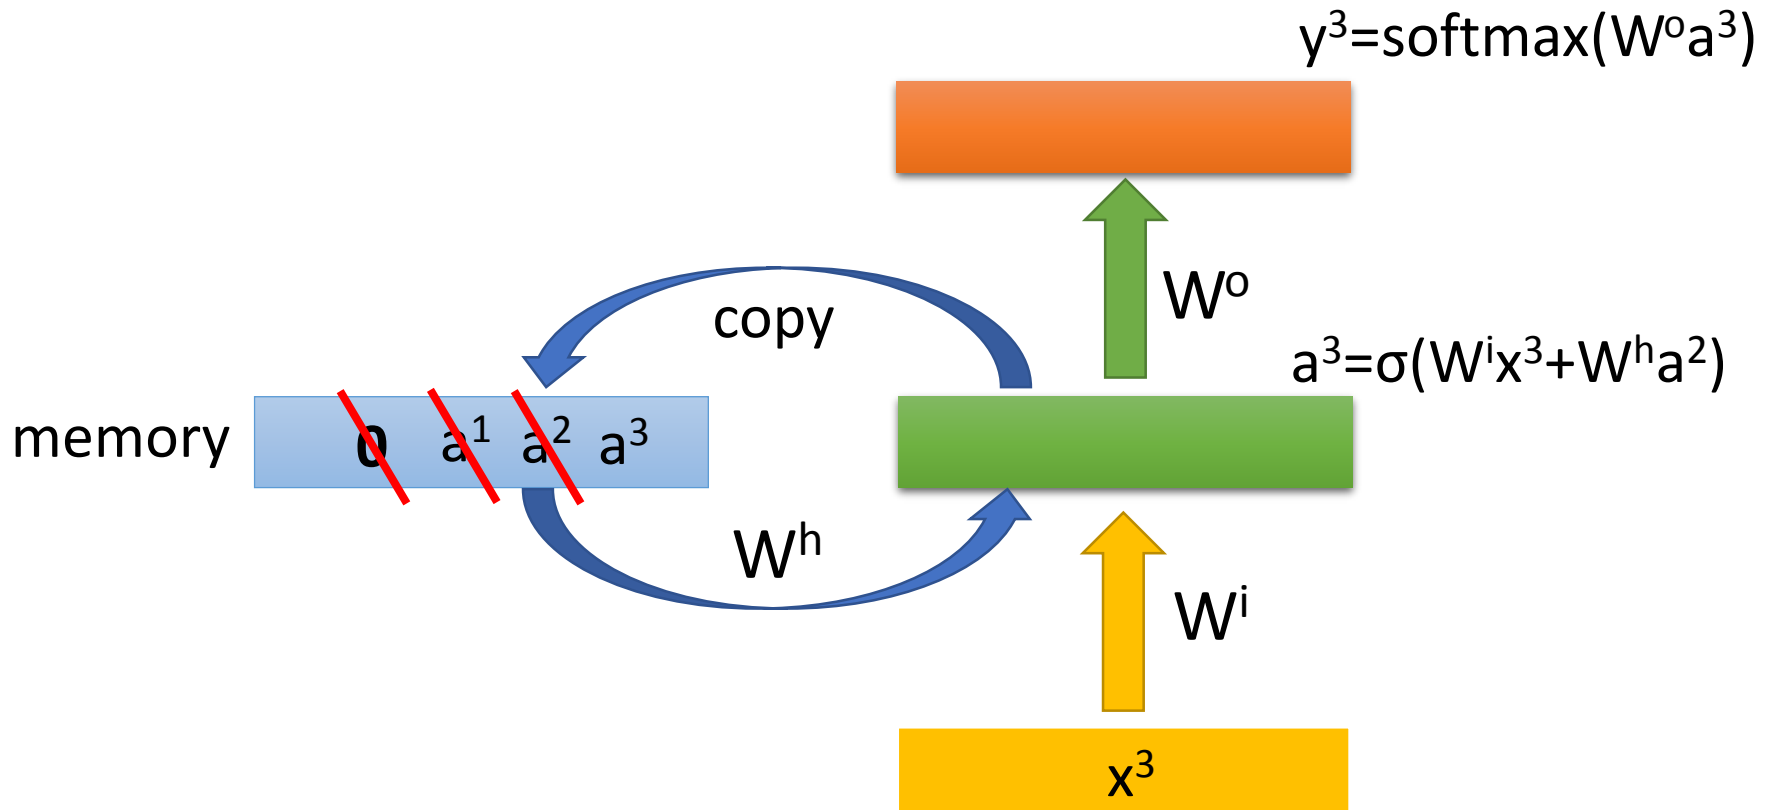 y³=softmax(Wᵒa³)
Wᵒ
copy
a³=σ(Wⁱx³+Wʰa²)
memory
0 a¹ a² a³
Wʰ
Wⁱ
x³